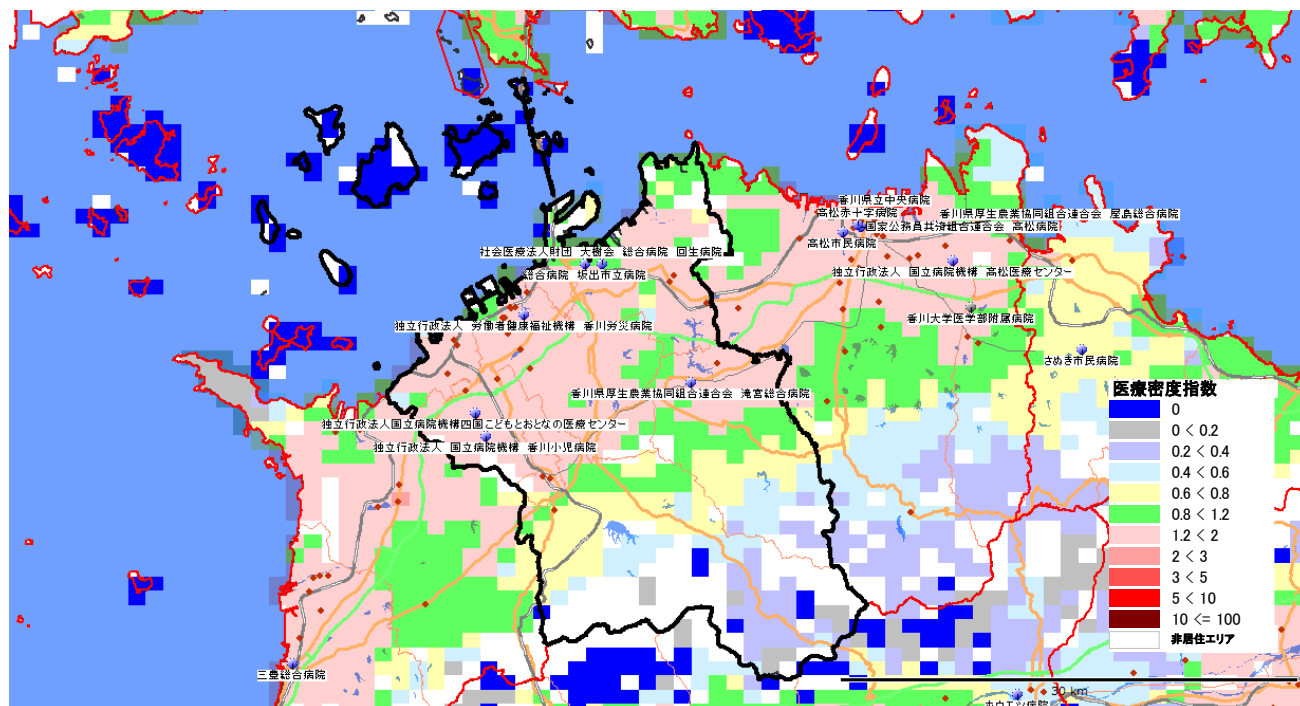 香川県立中央病院
高松赤十字病院
香川県厚生農業協同組合連合会 屋島総合病院
国家公務員共済組合連合会 高松病院
高松市民病院
社会医療法人財団 大樹会 総合病院 回生病院
総合病院 坂出市立病院
独立行政法人 国立病院機構 高松医療センター
香川大学医学部附属病院
独立行政法人 労働者健康福祉機構 香川労災病院
さぬき市民病院
香川県厚生農業協同組合連合会 滝宮総合病院
独立行政法人国立病院機構四国こどもとおとなの医療センター
独立行政法人 国立病院機構 香川小児病院
三豊総合病院
ホウエツ病院
30 km
医療密度指数
0
0 < 0.2
0.2 < 0.4
0.4 < 0.6
0.6 < 0.8
0.8 < 1.2
1.2 < 2
2 < 3
3 < 5
5 < 10
10 <= 100
非居住エリア